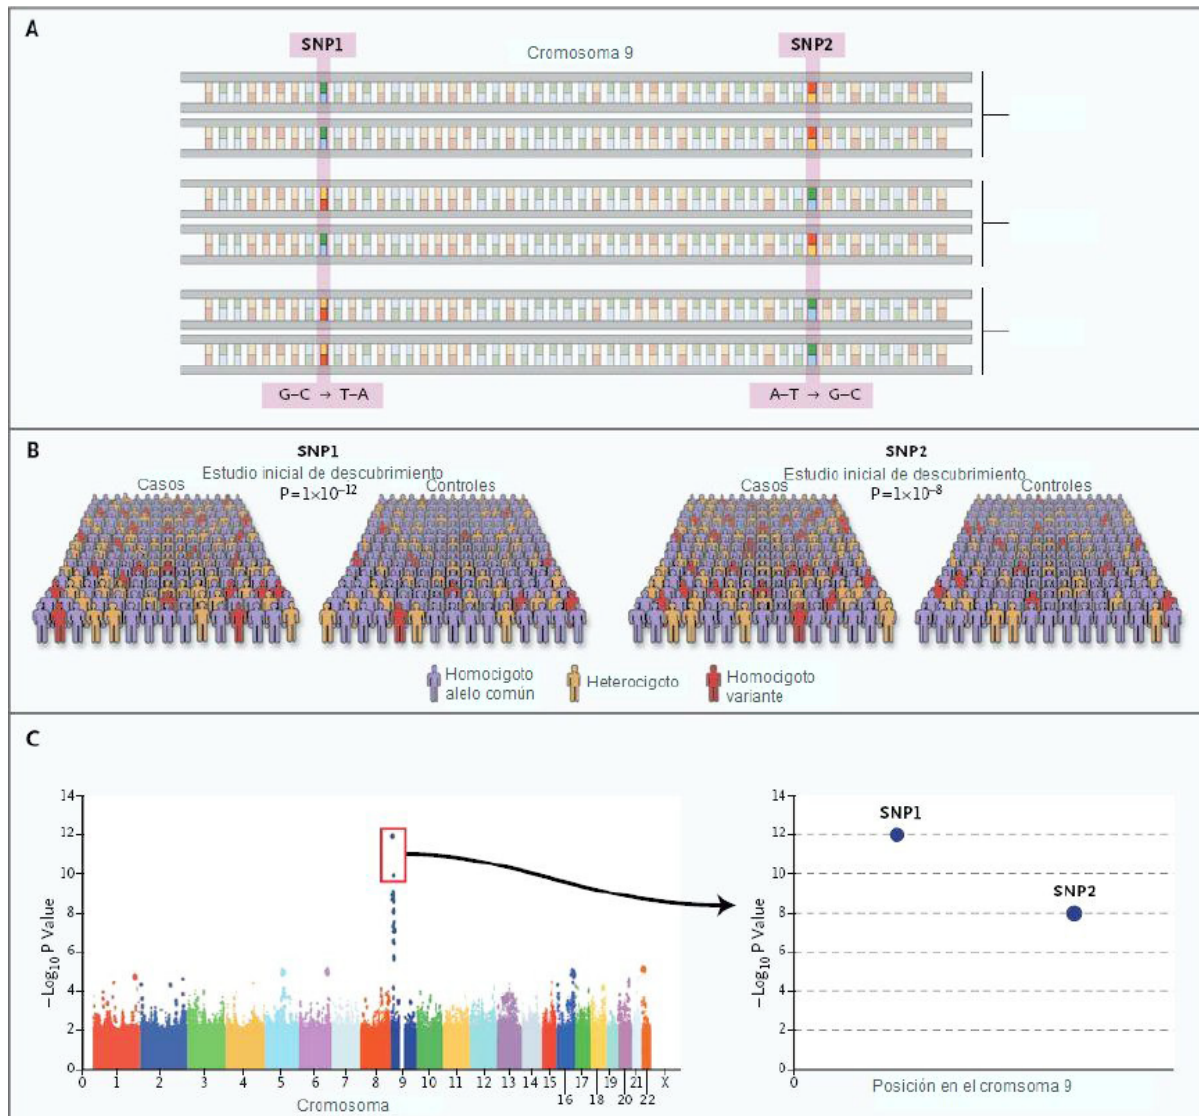 A
SNP1
Cromosoma 9
SNP2
G–C → T–A
A–T → G–C
B
SNP1
Estudio inicial de descubrimiento
Casos
P=1×10⁻¹²
Controles
SNP2
Estudio inicial de descubrimiento
Casos
P=1×10⁻⁸
Controles
Homocigoto
alelo común
Heterocigoto
Homocigoto
variante
C
14
12
10
8
6
4
2
0
−Log₁₀ P Value
0 1 2 3 4 5 6 7 8 9 10 11 12 13 14 15 17 19 21 X
16 18 20 22
Cromosoma
14
12
10
8
6
4
2
0
−Log₁₀ P Value
SNP1
SNP2
0
Posición en el cromsoma 9